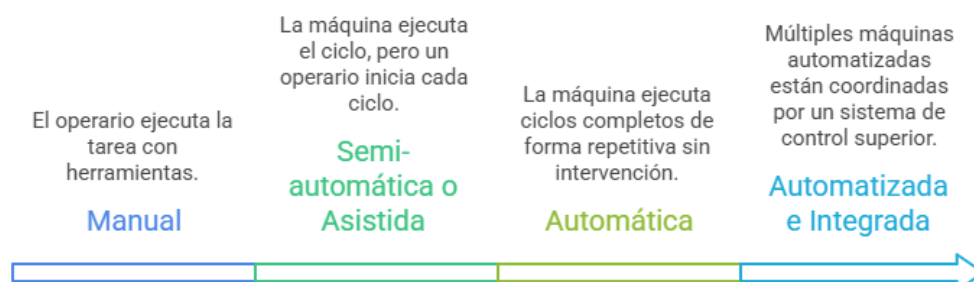 El operario ejecuta la
tarea con
herramientas.
Manual
La máquina ejecuta
el ciclo, pero un
operario inicia cada
ciclo.
Semi-
automática o
Asistida
La máquina ejecuta
ciclos completos de
forma repetitiva sin
intervención.
Automática
Múltiples máquinas
automatizadas
están coordinadas
por un sistema de
control superior.
Automatizada
e Integrada